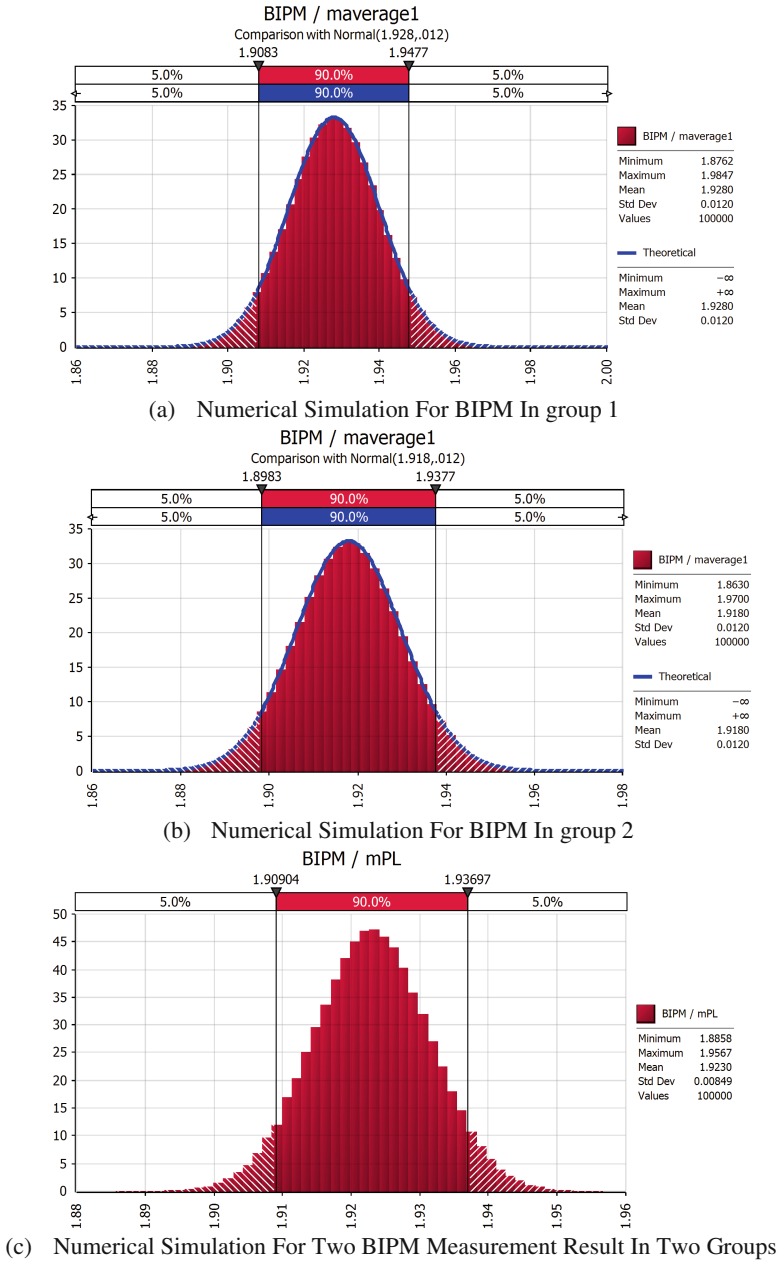 BIPM / maverage1
Comparison with Normal(1.928,.012)
1.9083 1.9477
5.0% 90.0% 5.0%
5.0% 90.0% 5.0%
35
30
25
20
15
10
5
0
1.86 1.88 1.90 1.92 1.94 1.96 1.98 2.00
BIPM / maverage1
Minimum 1.8762
Maximum 1.9847
Mean 1.9280
Std Dev 0.0120
Values 100000
Theoretical
Minimum −∞
Maximum +∞
Mean 1.9280
Std Dev 0.0120
(a) Numerical Simulation For BIPM In group 1
BIPM / maverage1
Comparison with Normal(1.918,.012)
1.8983 1.9377
5.0% 90.0% 5.0%
5.0% 90.0% 5.0%
35
30
25
20
15
10
5
0
1.86 1.88 1.90 1.92 1.94 1.96 1.98
BIPM / maverage1
Minimum 1.8630
Maximum 1.9700
Mean 1.9180
Std Dev 0.0120
Values 100000
Theoretical
Minimum −∞
Maximum +∞
Mean 1.9180
Std Dev 0.0120
(b) Numerical Simulation For BIPM In group 2
BIPM / mPL
1.90904 1.93697
5.0% 90.0% 5.0%
50
45
40
35
30
25
20
15
10
5
0
1.88 1.89 1.90 1.91 1.92 1.93 1.94 1.95 1.96
BIPM / mPL
Minimum 1.8858
Maximum 1.9567
Mean 1.9230
Std Dev 0.00849
Values 100000
(c) Numerical Simulation For Two BIPM Measurement Result In Two Groups